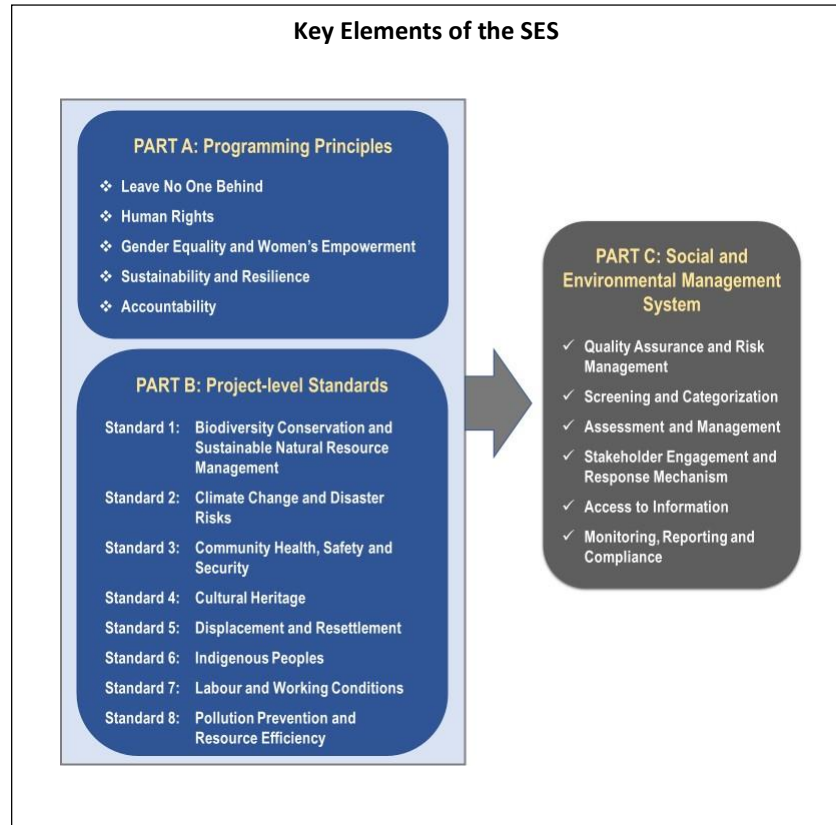 Key Elements of the SES
PART A: Programming Principles
❖ Leave No One Behind
❖ Human Rights
❖ Gender Equality and Women's Empowerment
❖ Sustainability and Resilience
❖ Accountability
PART B: Project-level Standards
Standard 1: Biodiversity Conservation and
Sustainable Natural Resource
Management
Standard 2: Climate Change and Disaster
Risks
Standard 3: Community Health, Safety and
Security
Standard 4: Cultural Heritage
Standard 5: Displacement and Resettlement
Standard 6: Indigenous Peoples
Standard 7: Labour and Working Conditions
Standard 8: Pollution Prevention and
Resource Efficiency
PART C: Social and
Environmental Management
System
✓ Quality Assurance and Risk
Management
✓ Screening and Categorization
✓ Assessment and Management
✓ Stakeholder Engagement and
Response Mechanism
✓ Access to Information
✓ Monitoring, Reporting and
Compliance